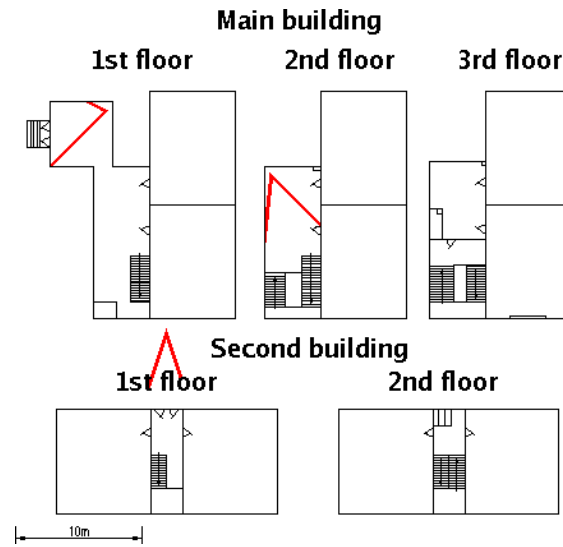 Main building
1st floor 2nd floor 3rd floor
Second building
1st floor 2nd floor
10m